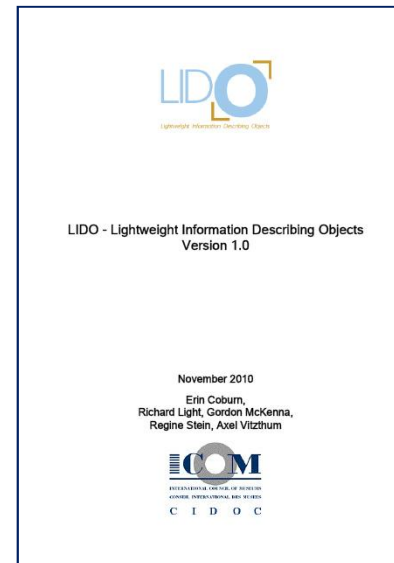 LIDO
Lightweight Information Describing Objects
LIDO - Lightweight Information Describing Objects
Version 1.0
November 2010
Erin Coburn,
Richard Light, Gordon McKenna,
Regine Stein, Axel Vitzthum
ICOM
INTERNATIONAL COUNCIL OF MUSEUMS
CONSEIL INTERNATIONAL DES MUSEES
C I D O C